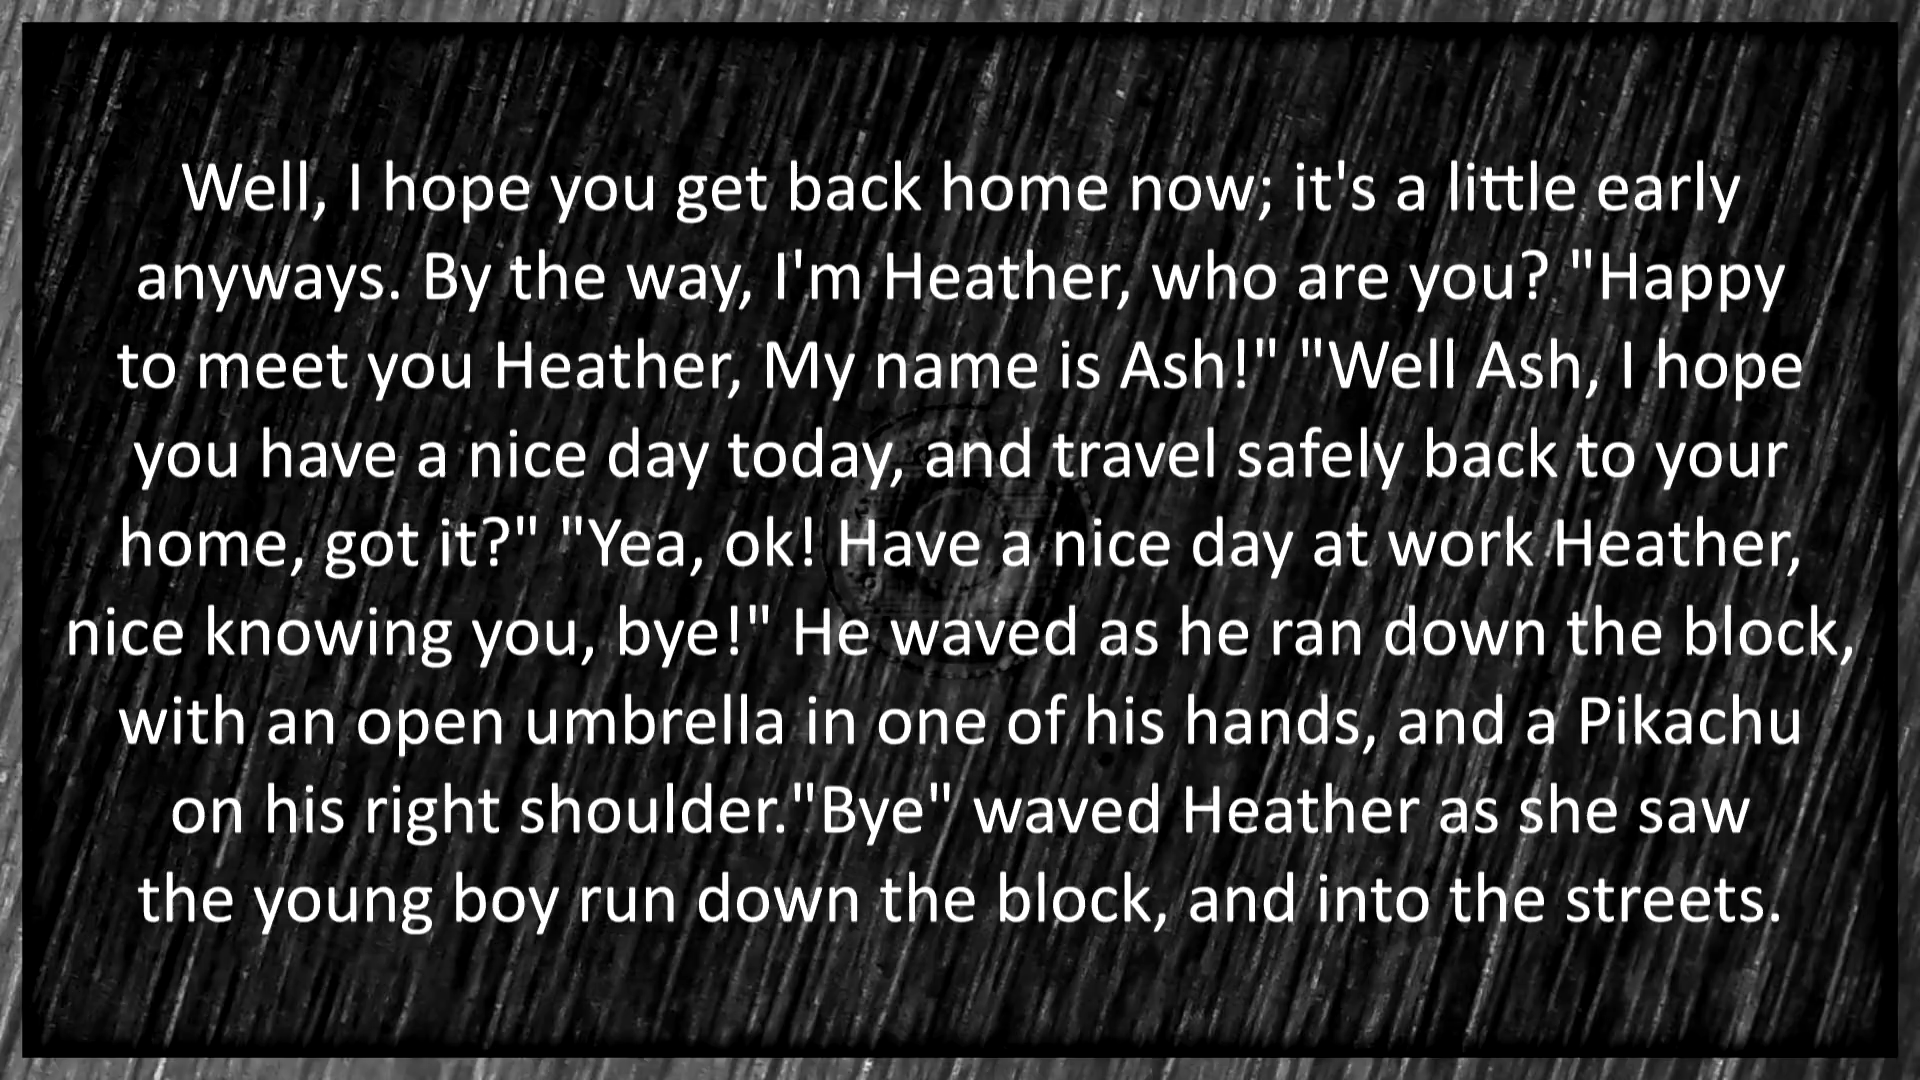 Well, I hope you get back home now; it's a little early
anyways. By the way, I'm Heather, who are you? "Happy
to meet you Heather, My name is Ash!" "Well Ash, I hope
you have a nice day today, and travel safely back to your
home, got it?" "Yea, ok! Have a nice day at work Heather,
nice knowing you, bye!" He waved as he ran down the block,
with an open umbrella in one of his hands, and a Pikachu
on his right shoulder."Bye" waved Heather as she saw
the young boy run down the block, and into the streets.